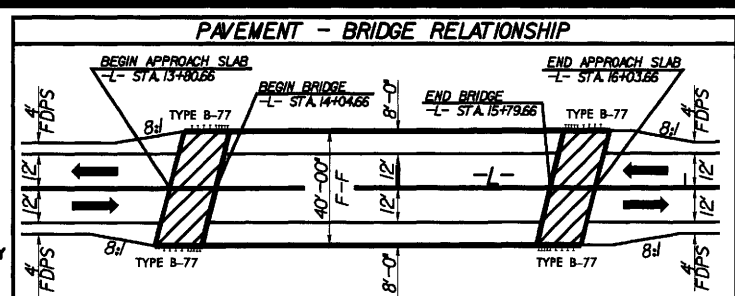 PAVEMENT - BRIDGE RELATIONSHIP
BEGIN APPROACH SLAB
-L- STA. 13+80.66
BEGIN BRIDGE
-L- STA. 14+04.66
END BRIDGE
-L- STA. 15+79.66
END APPROACH SLAB
-L- STA. 16+03.66
4'
FDPS
8:1
TYPE B-77
8'-0"
TYPE B-77
8:1
4'
FDPS
12'
12'
40'-00"
F-F
12'
12'
-L-
12'
12'
4'
FDPS
8:1
TYPE B-77
8'-0"
TYPE B-77
8:1
4'
FDPS